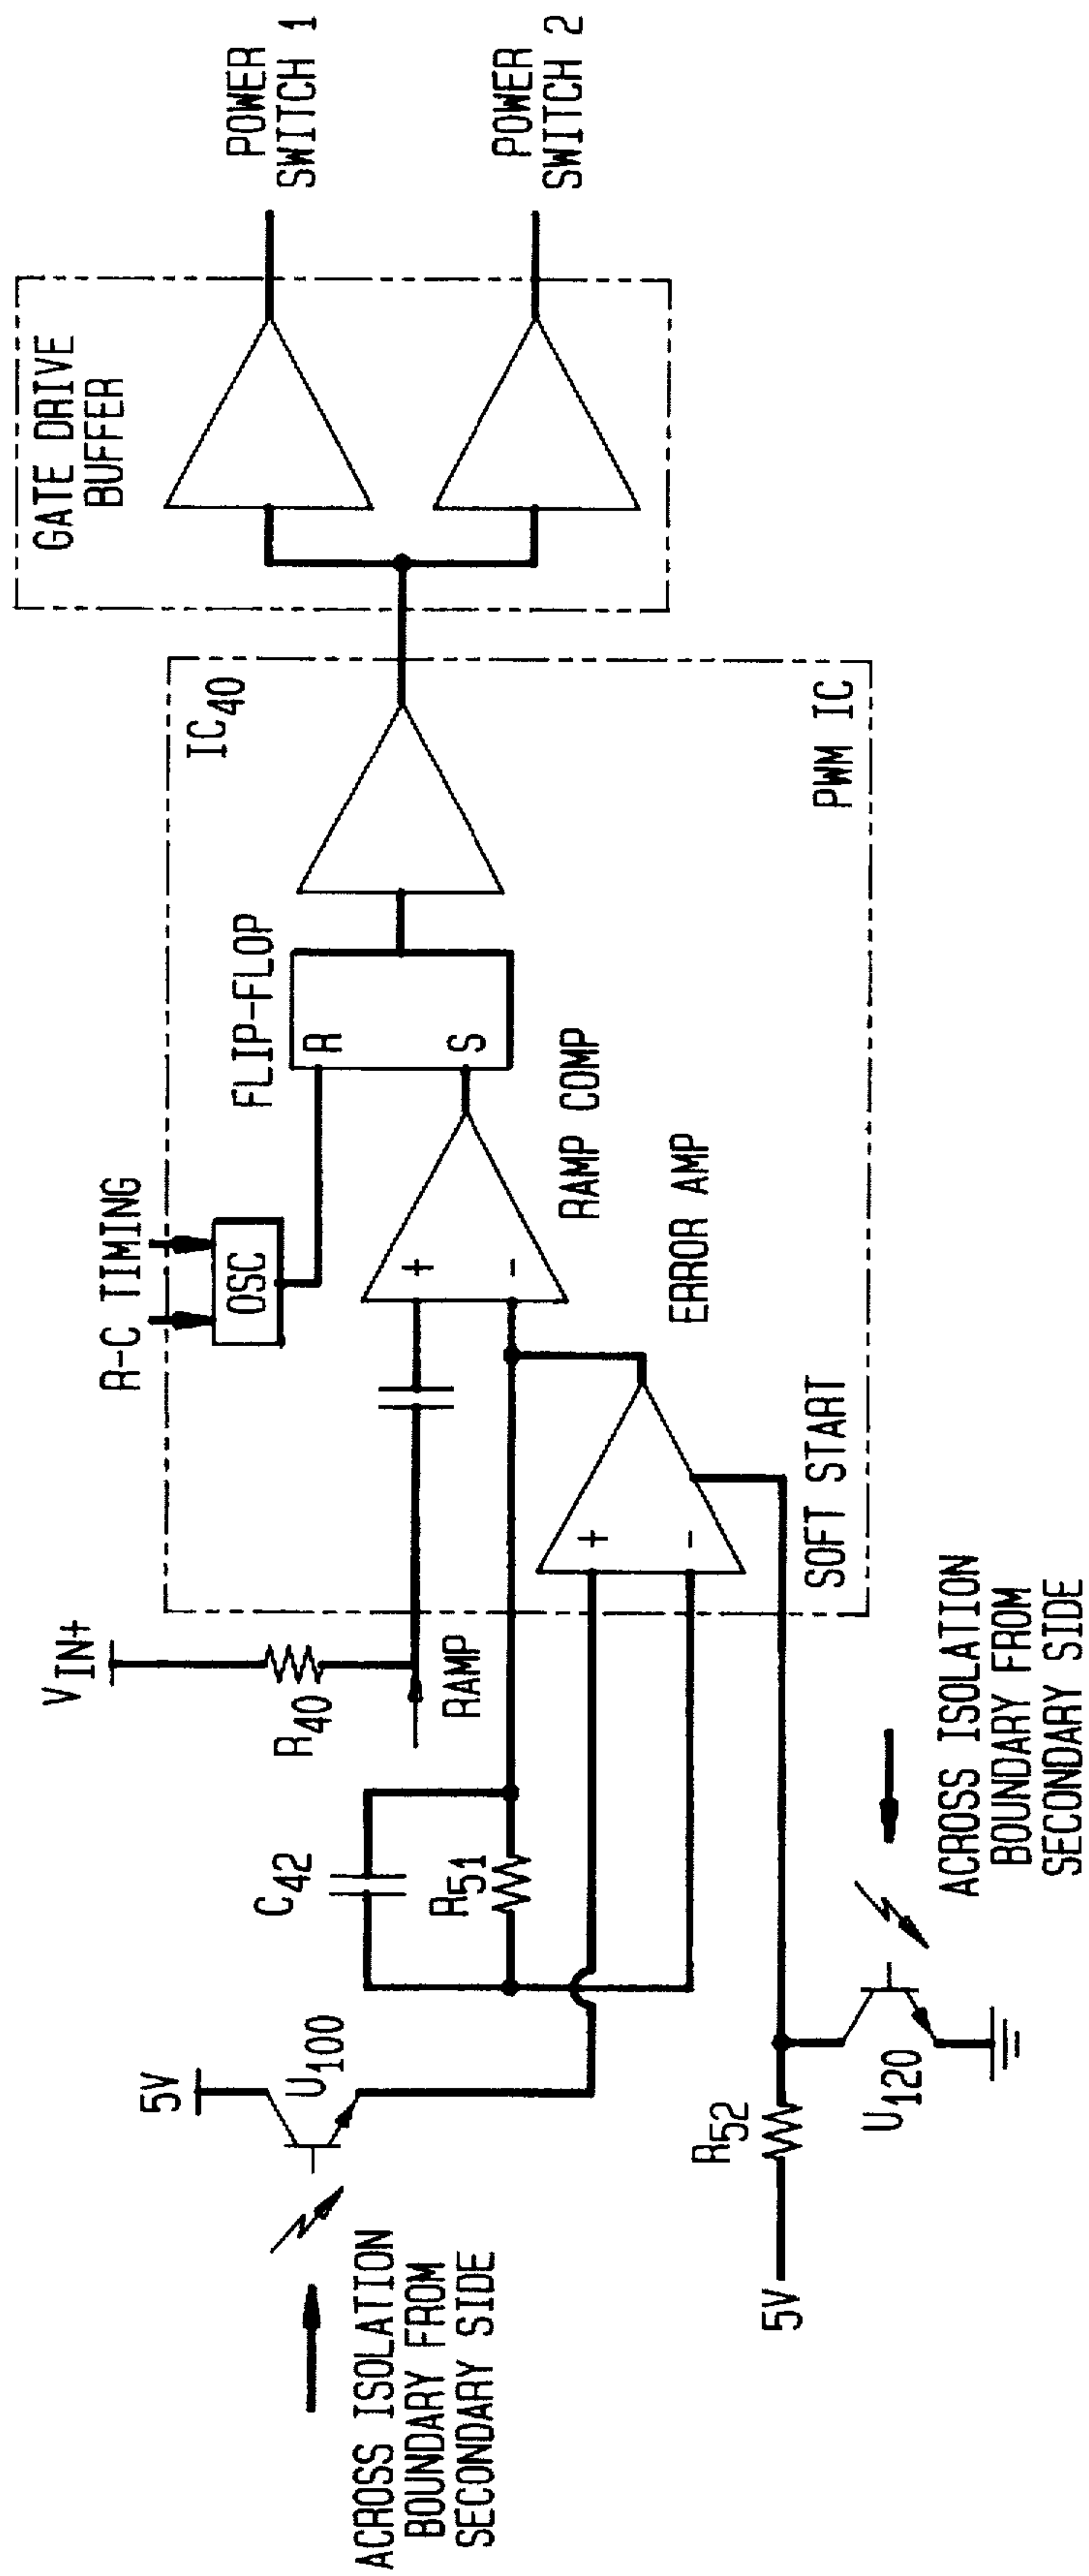 ACROSS ISOLATION
BOUNDARY FROM
SECONDARY SIDE
5V
U100
C42
R51
VIN+
R40
RAMP
R-C TIMING
OSC
FLIP-FLOP
R
S
+
-
RAMP COMP
ERROR AMP
+
-
SOFT START
IC40
PWM IC
GATE DRIVE
BUFFER
POWER
SWITCH 1
POWER
SWITCH 2
5V
R52
U120
ACROSS ISOLATION
BOUNDARY FROM
SECONDARY SIDE